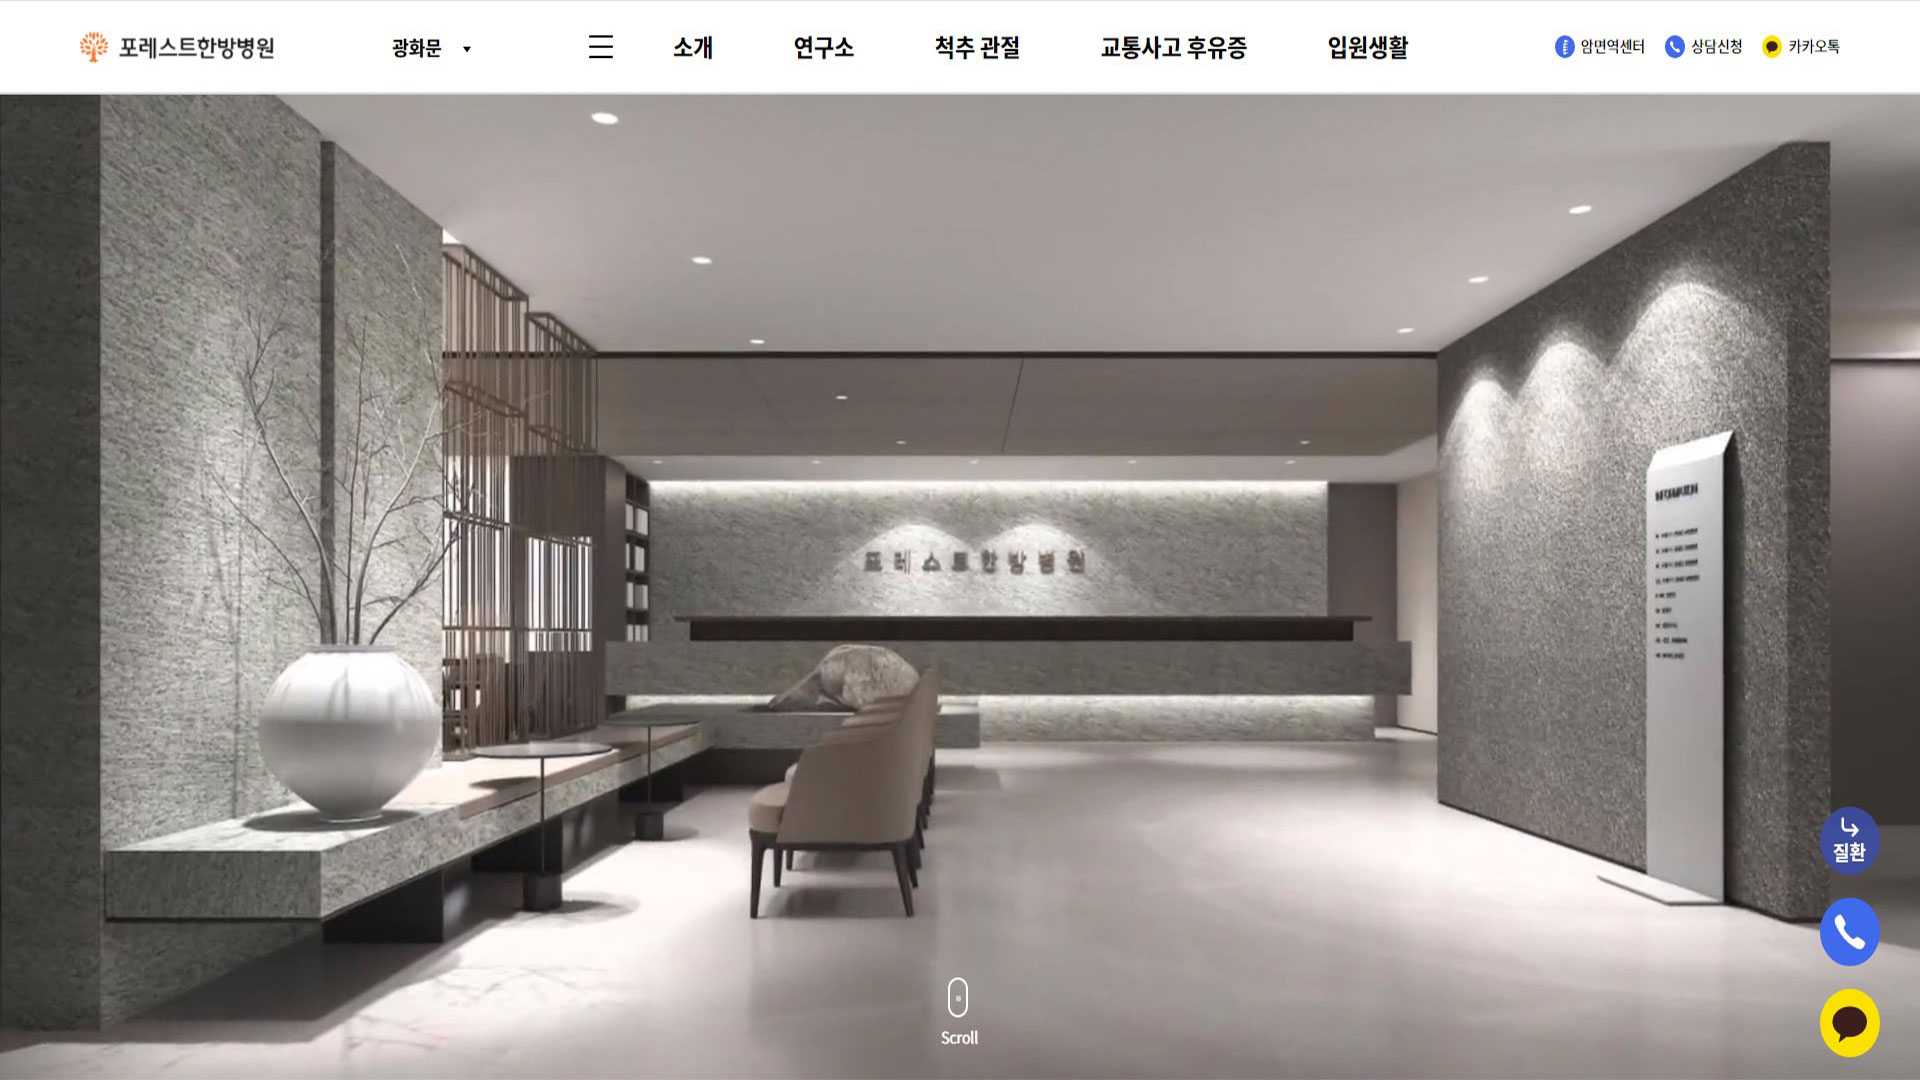 포레스트한방병원
광화문
소개
연구소
척추 관절
교통사고 후유증
입원생활
암면역센터
상담신청
카카오톡
포레스트한방병원
INFORMATION
질환
Scroll